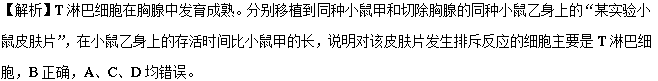 【解析】T淋巴细胞在胸腺中发育成熟。分别移植到同种小鼠甲和切除胸腺的同种小鼠乙身上的“某实验小
鼠皮肤片”，在小鼠乙身上的存活时间比小鼠甲的长，说明对该皮肤片发生排斥反应的细胞主要是 T 淋巴细
胞，B 正确，A、C、D 均错误。